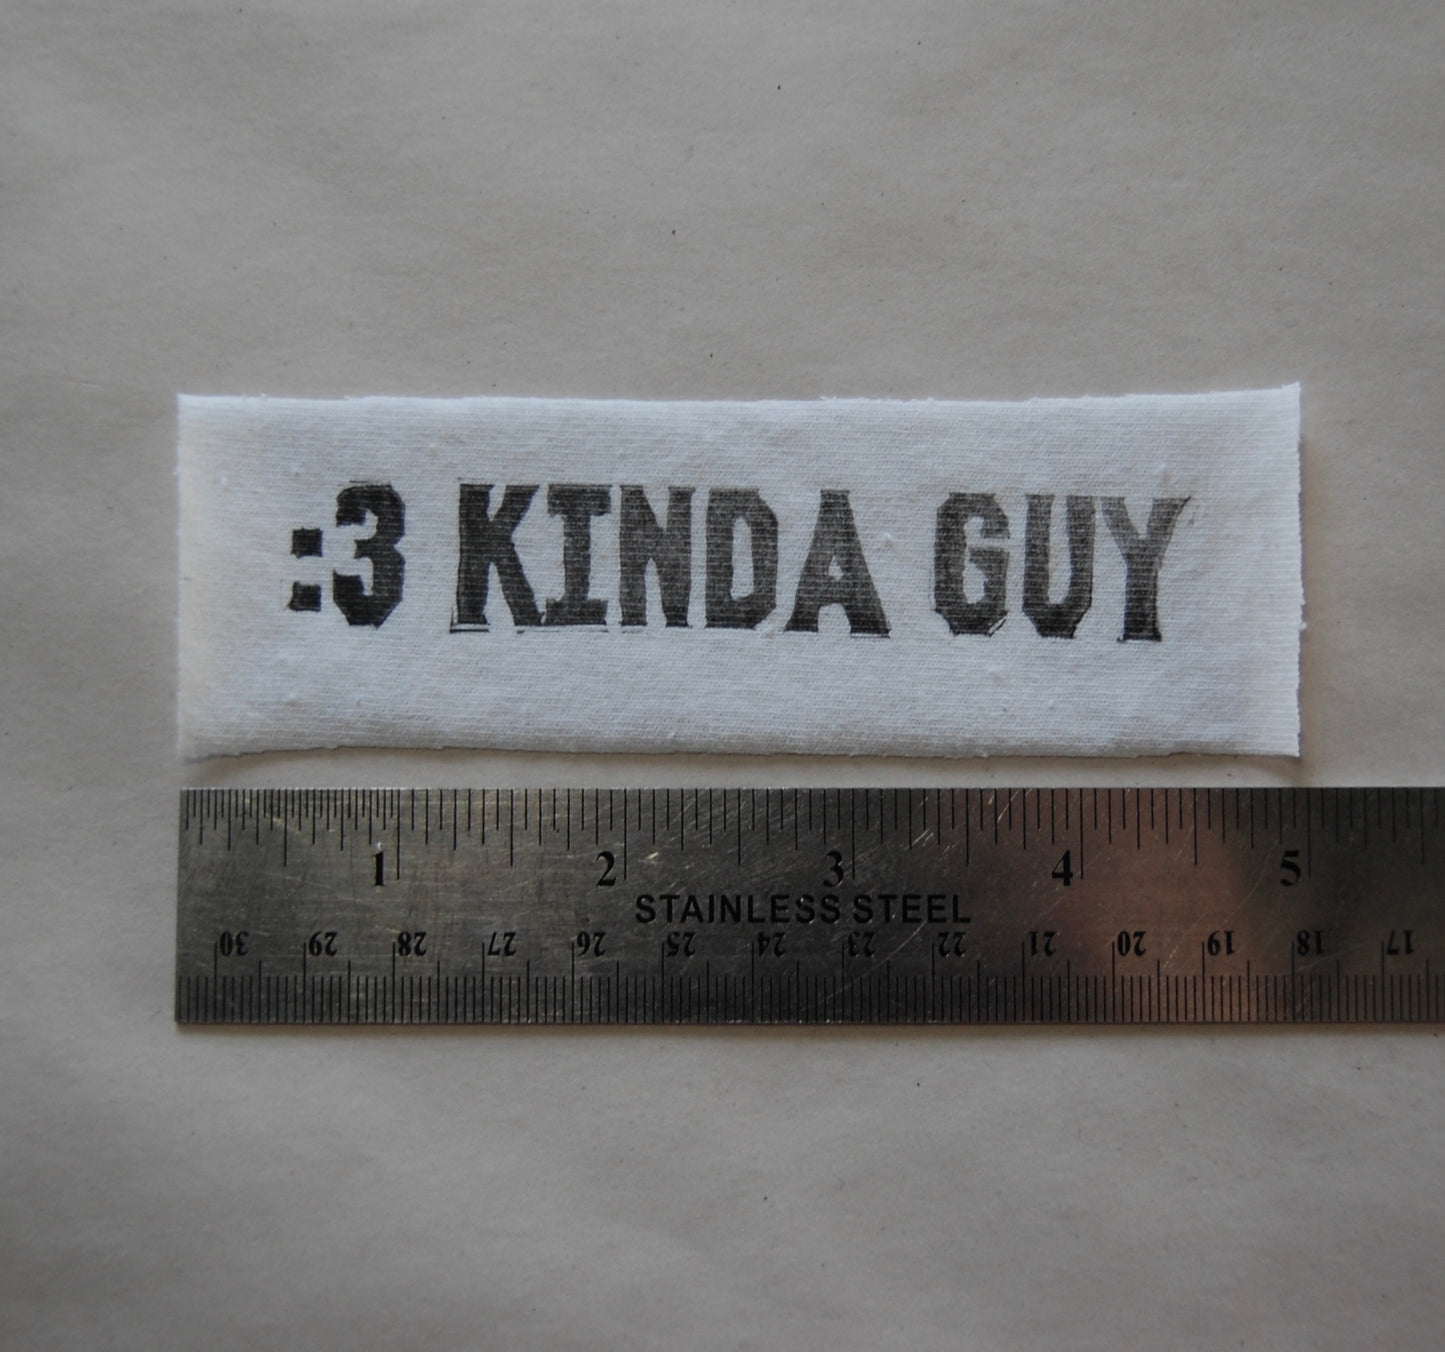 :3 KINDA GUY
1 2 3 4 5
STAINLESS STEEL
30 29 28 27 26 25 24 23 22 21 20 19 18 17